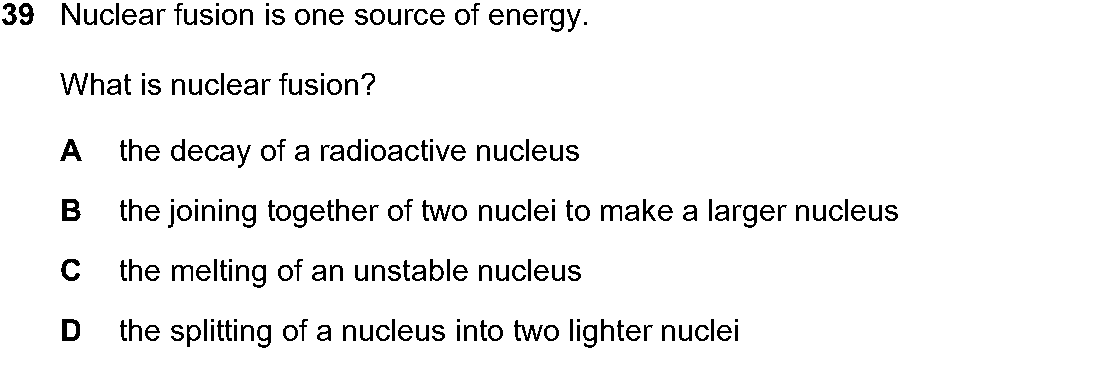 39 Nuclear fusion is one source of energy.
What is nuclear fusion?
A the decay of a radioactive nucleus
B the joining together of two nuclei to make a larger nucleus
C the melting of an unstable nucleus
D the splitting of a nucleus into two lighter nuclei